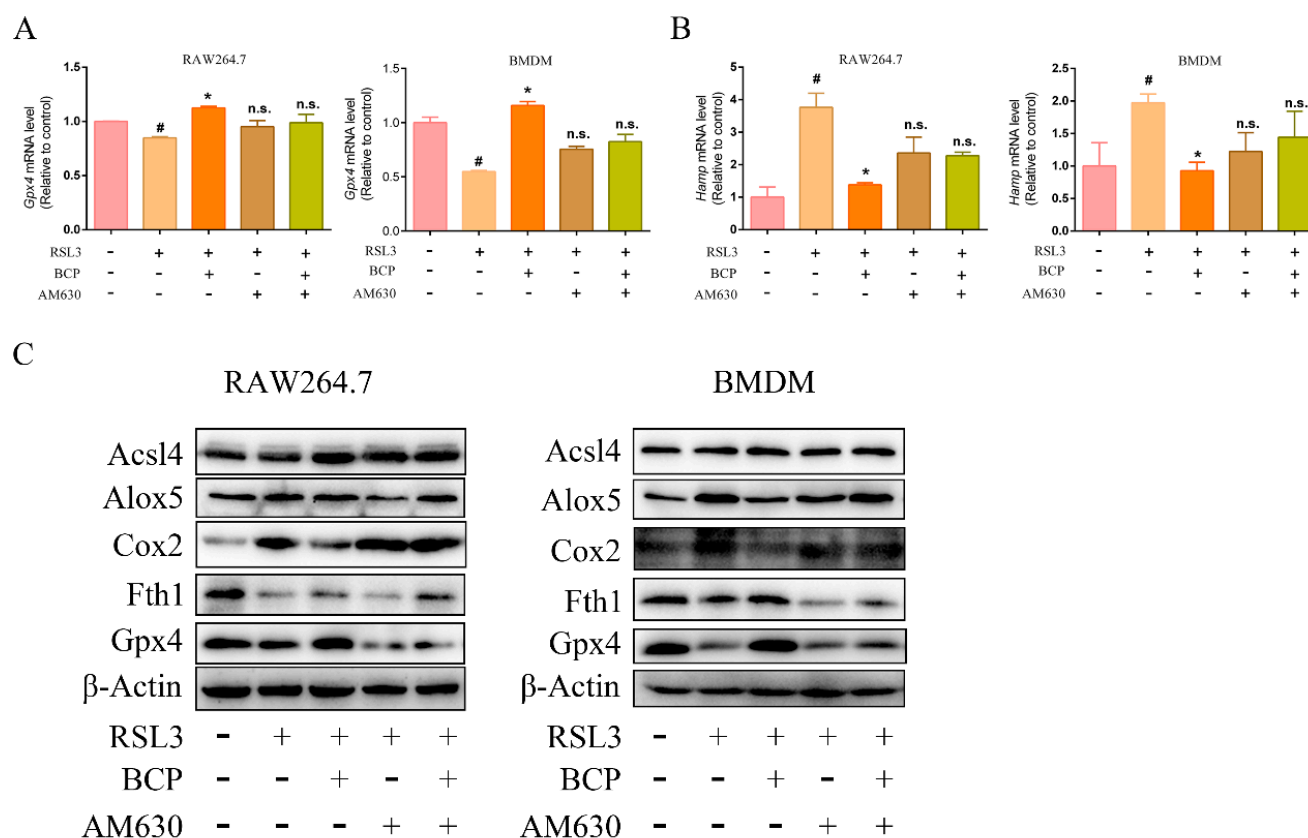 A
RAW264.7
Gpx4 mRNA level
(Relative to control)
1.5
1.0
0.5
0.0
#
*
n.s.
n.s.
RSL3 - + + + +
BCP - - + - +
AM630 - - - + +
BMDM
Gpx4 mRNA level
(Relative to control)
1.5
1.0
0.5
0.0
#
*
n.s.
n.s.
RSL3 - + + + +
BCP - - + - +
AM630 - - - + +
B
RAW264.7
Hamp mRNA level
(Relative to control)
5
4
3
2
1
0
#
*
n.s.
n.s.
RSL3 - + + + +
BCP - - + - +
AM630 - - - + +
BMDM
Hamp mRNA level
(Relative to control)
2.5
2.0
1.5
1.0
0.5
0.0
#
*
n.s.
n.s.
RSL3 - + + + +
BCP - - + - +
AM630 - - - + +
C
RAW264.7
Acsl4
Alox5
Cox2
Fth1
Gpx4
β-Actin
RSL3 - + + + +
BCP - - + - +
AM630 - - - + +
BMDM
Acsl4
Alox5
Cox2
Fth1
Gpx4
β-Actin
RSL3 - + + + +
BCP - - + - +
AM630 - - - + +